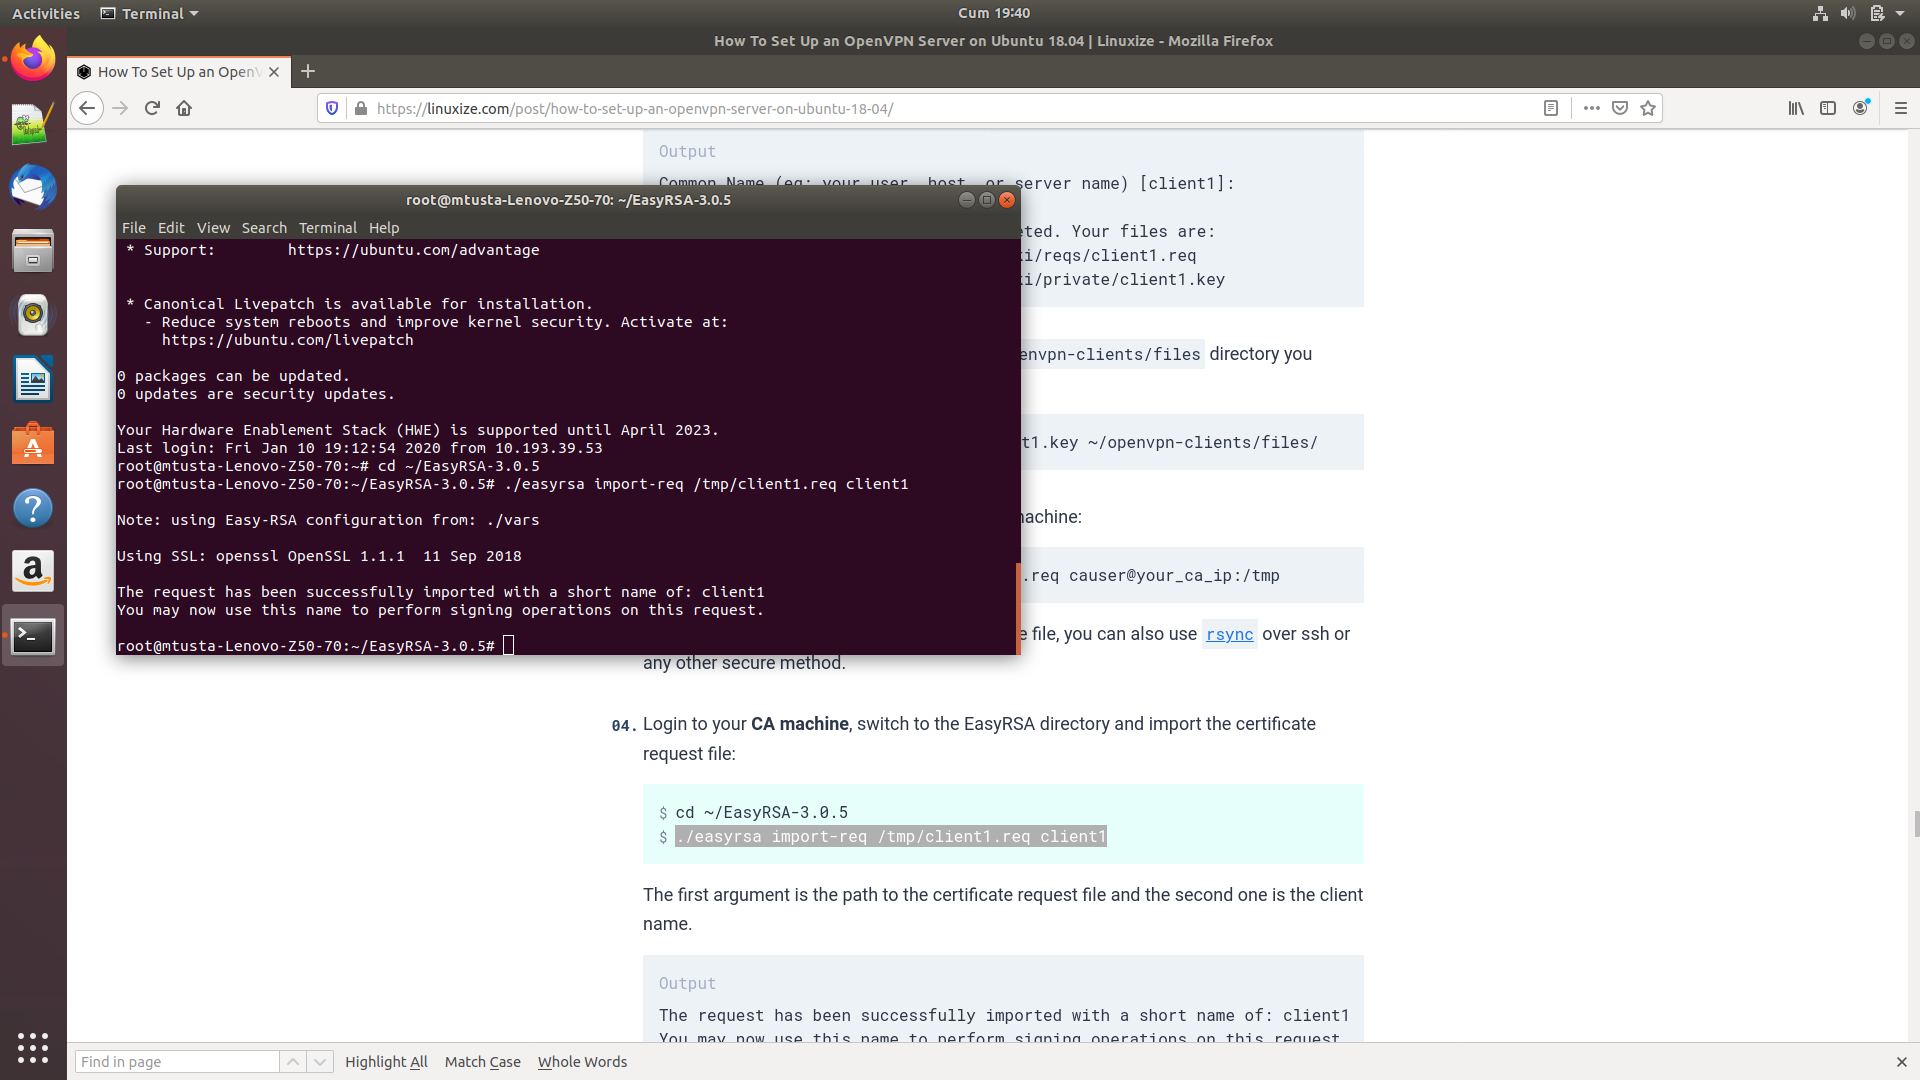 Activities
Terminal
Cum 19:40
How To Set Up an OpenVPN Server on Ubuntu 18.04 | Linuxize - Mozilla Firefox
How To Set Up an OpenV
https://linuxize.com/post/how-to-set-up-an-openvpn-server-on-ubuntu-18-04/
Output
Common Name (eg: your user, host, or server name) [client1]:
eted. Your files are:
ki/reqs/client1.req
ki/private/client1.key
envpn-clients/files directory you
t1.key ~/openvpn-clients/files/
machine:
.req causer@your_ca_ip:/tmp
e file, you can also use rsync over ssh or
any other secure method.
root@mtusta-Lenovo-Z50-70: ~/EasyRSA-3.0.5
File Edit View Search Terminal Help
* Support: https://ubuntu.com/advantage
* Canonical Livepatch is available for installation.
- Reduce system reboots and improve kernel security. Activate at:
https://ubuntu.com/livepatch
0 packages can be updated.
0 updates are security updates.
Your Hardware Enablement Stack (HWE) is supported until April 2023.
Last login: Fri Jan 10 19:12:54 2020 from 10.193.39.53
root@mtusta-Lenovo-Z50-70:~# cd ~/EasyRSA-3.0.5
root@mtusta-Lenovo-Z50-70:~/EasyRSA-3.0.5# ./easyrsa import-req /tmp/client1.req client1
Note: using Easy-RSA configuration from: ./vars
Using SSL: openssl OpenSSL 1.1.1  11 Sep 2018
The request has been successfully imported with a short name of: client1
You may now use this name to perform signing operations on this request.
root@mtusta-Lenovo-Z50-70:~/EasyRSA-3.0.5#
04. Login to your CA machine, switch to the EasyRSA directory and import the certificate
request file:
$ cd ~/EasyRSA-3.0.5
$ ./easyrsa import-req /tmp/client1.req client1
The first argument is the path to the certificate request file and the second one is the client
name.
Output
The request has been successfully imported with a short name of: client1
You may now use this name to perform signing operations on this request.
Find in page
Highlight All Match Case Whole Words